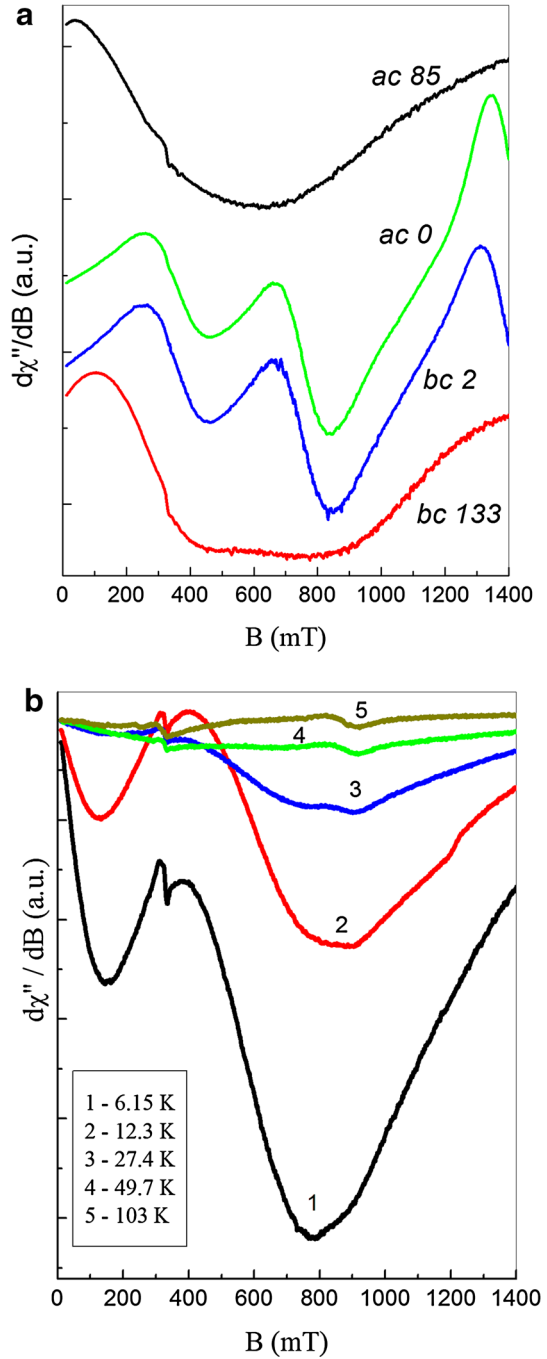 a
dχ"/dB (a.u.)
ac 85
ac 0
bc 2
bc 133
0 200 400 600 800 1000 1200 1400
B (mT)
b
dχ" / dB (a.u.)
5
4
3
2
1
1 - 6.15 K
2 - 12.3 K
3 - 27.4 K
4 - 49.7 K
5 - 103 K
0 200 400 600 800 1000 1200 1400
B (mT)